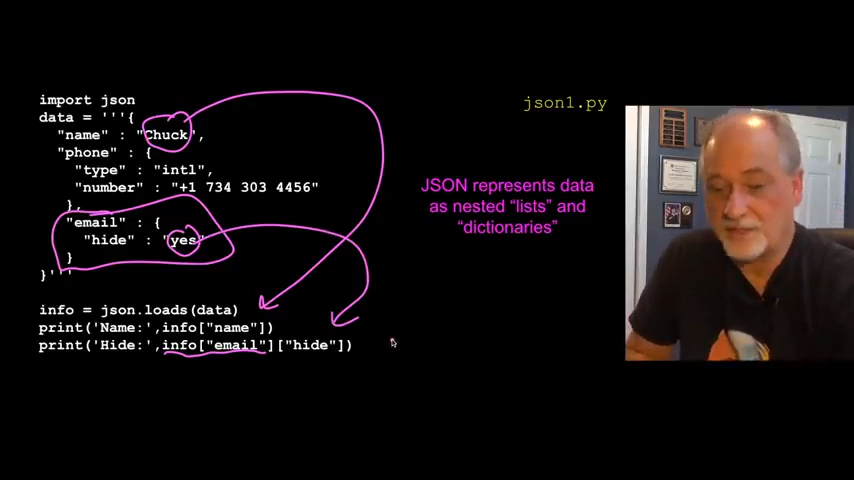 import json
data = '''{
"name" : "Chuck",
"phone" : {
"type" : "intl",
"number" : "+1 734 303 4456"
},
"email" : {
"hide" : "yes"
}
}'''
info = json.loads(data)
print('Name:',info["name"])
print('Hide:',info["email"]["hide"])
json1.py
JSON represents data
as nested “lists” and
“dictionaries”